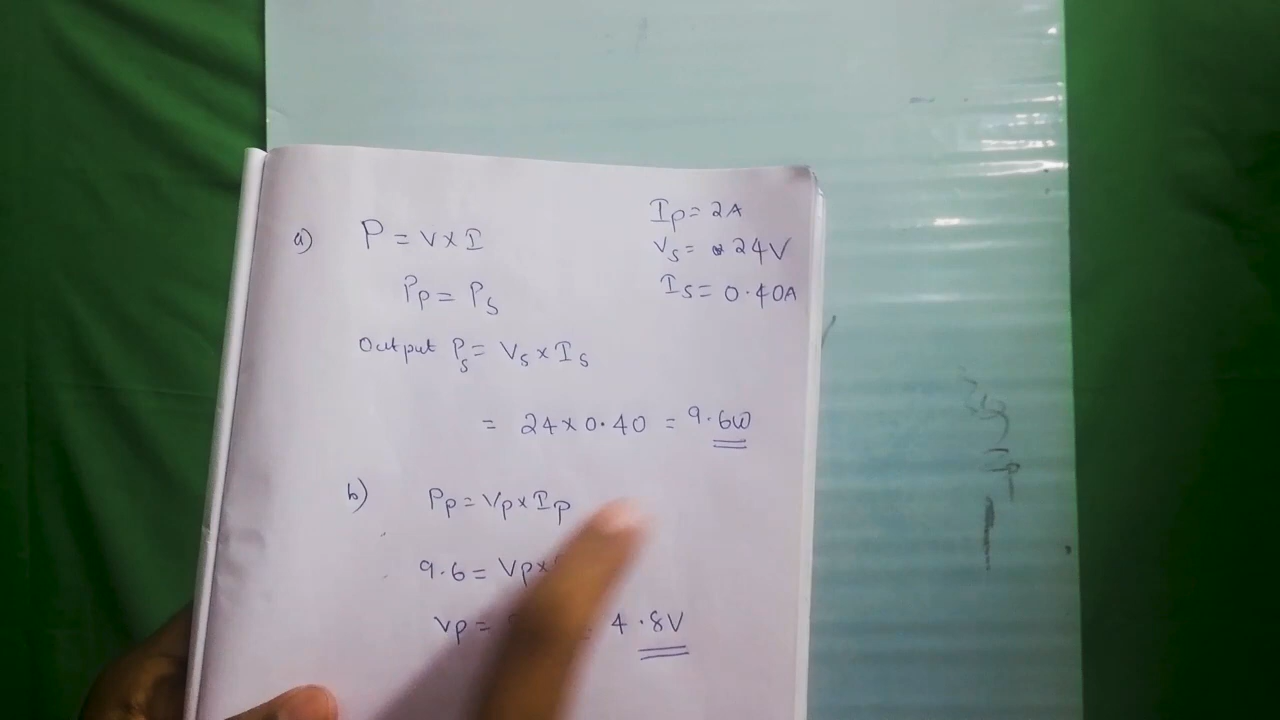 a) P = V × I
Pp = Ps
Output Ps = Vs × Is
= 24 × 0.40 = 9.6W
Ip = 2A
Vs = 24V
Is = 0.40A
b) Pp = Vp × Ip
9.6 = Vp ×
Vp = 4.8V